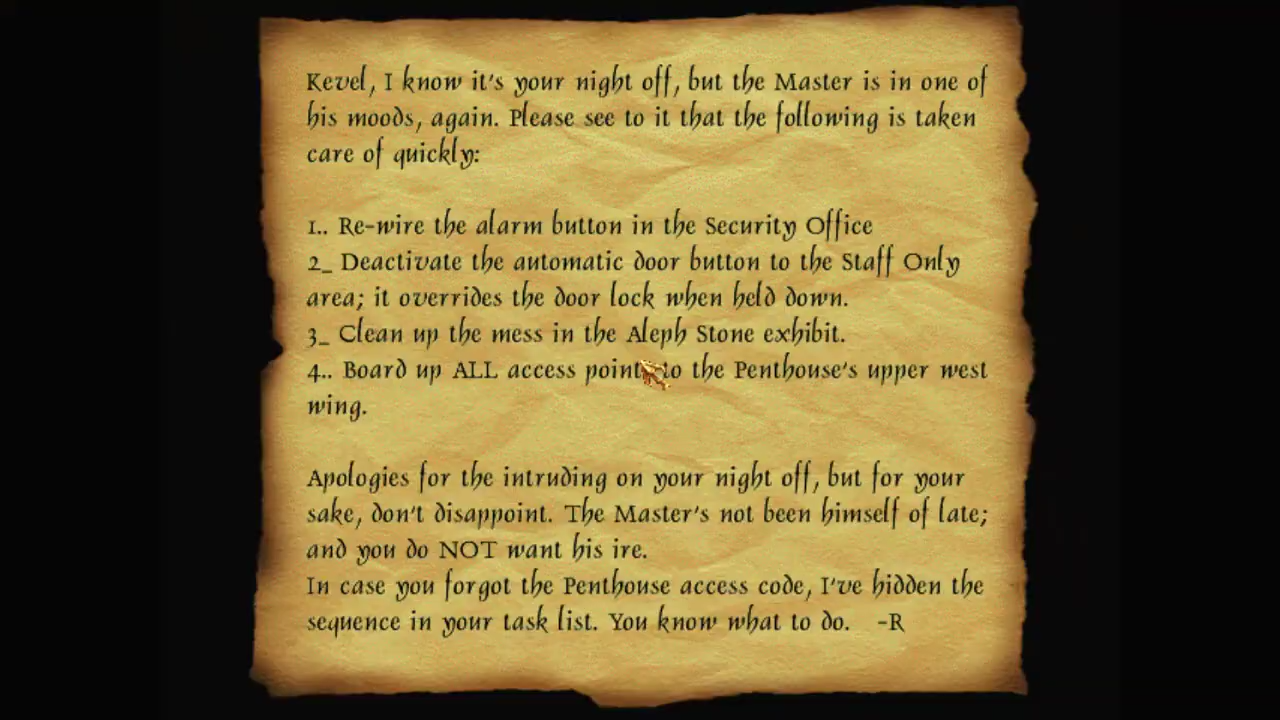 Kevel, I know it's your night off, but the Master is in one of
his moods, again. Please see to it that the following is taken
care of quickly:
1.. Re-wire the alarm button in the Security Office
2_ Deactivate the automatic door button to the Staff Only
area; it overrides the door lock when held down.
3_ Clean up the mess in the Aleph Stone exhibit.
4.. Board up ALL access point to the Penthouse's upper west
wing.
Apologies for the intruding on your night off, but for your
sake, don't disappoint. The Master's not been himself of late;
and you do NOT want his ire.
In case you forgot the Penthouse access code, I've hidden the
sequence in your task list. You know what to do. -R